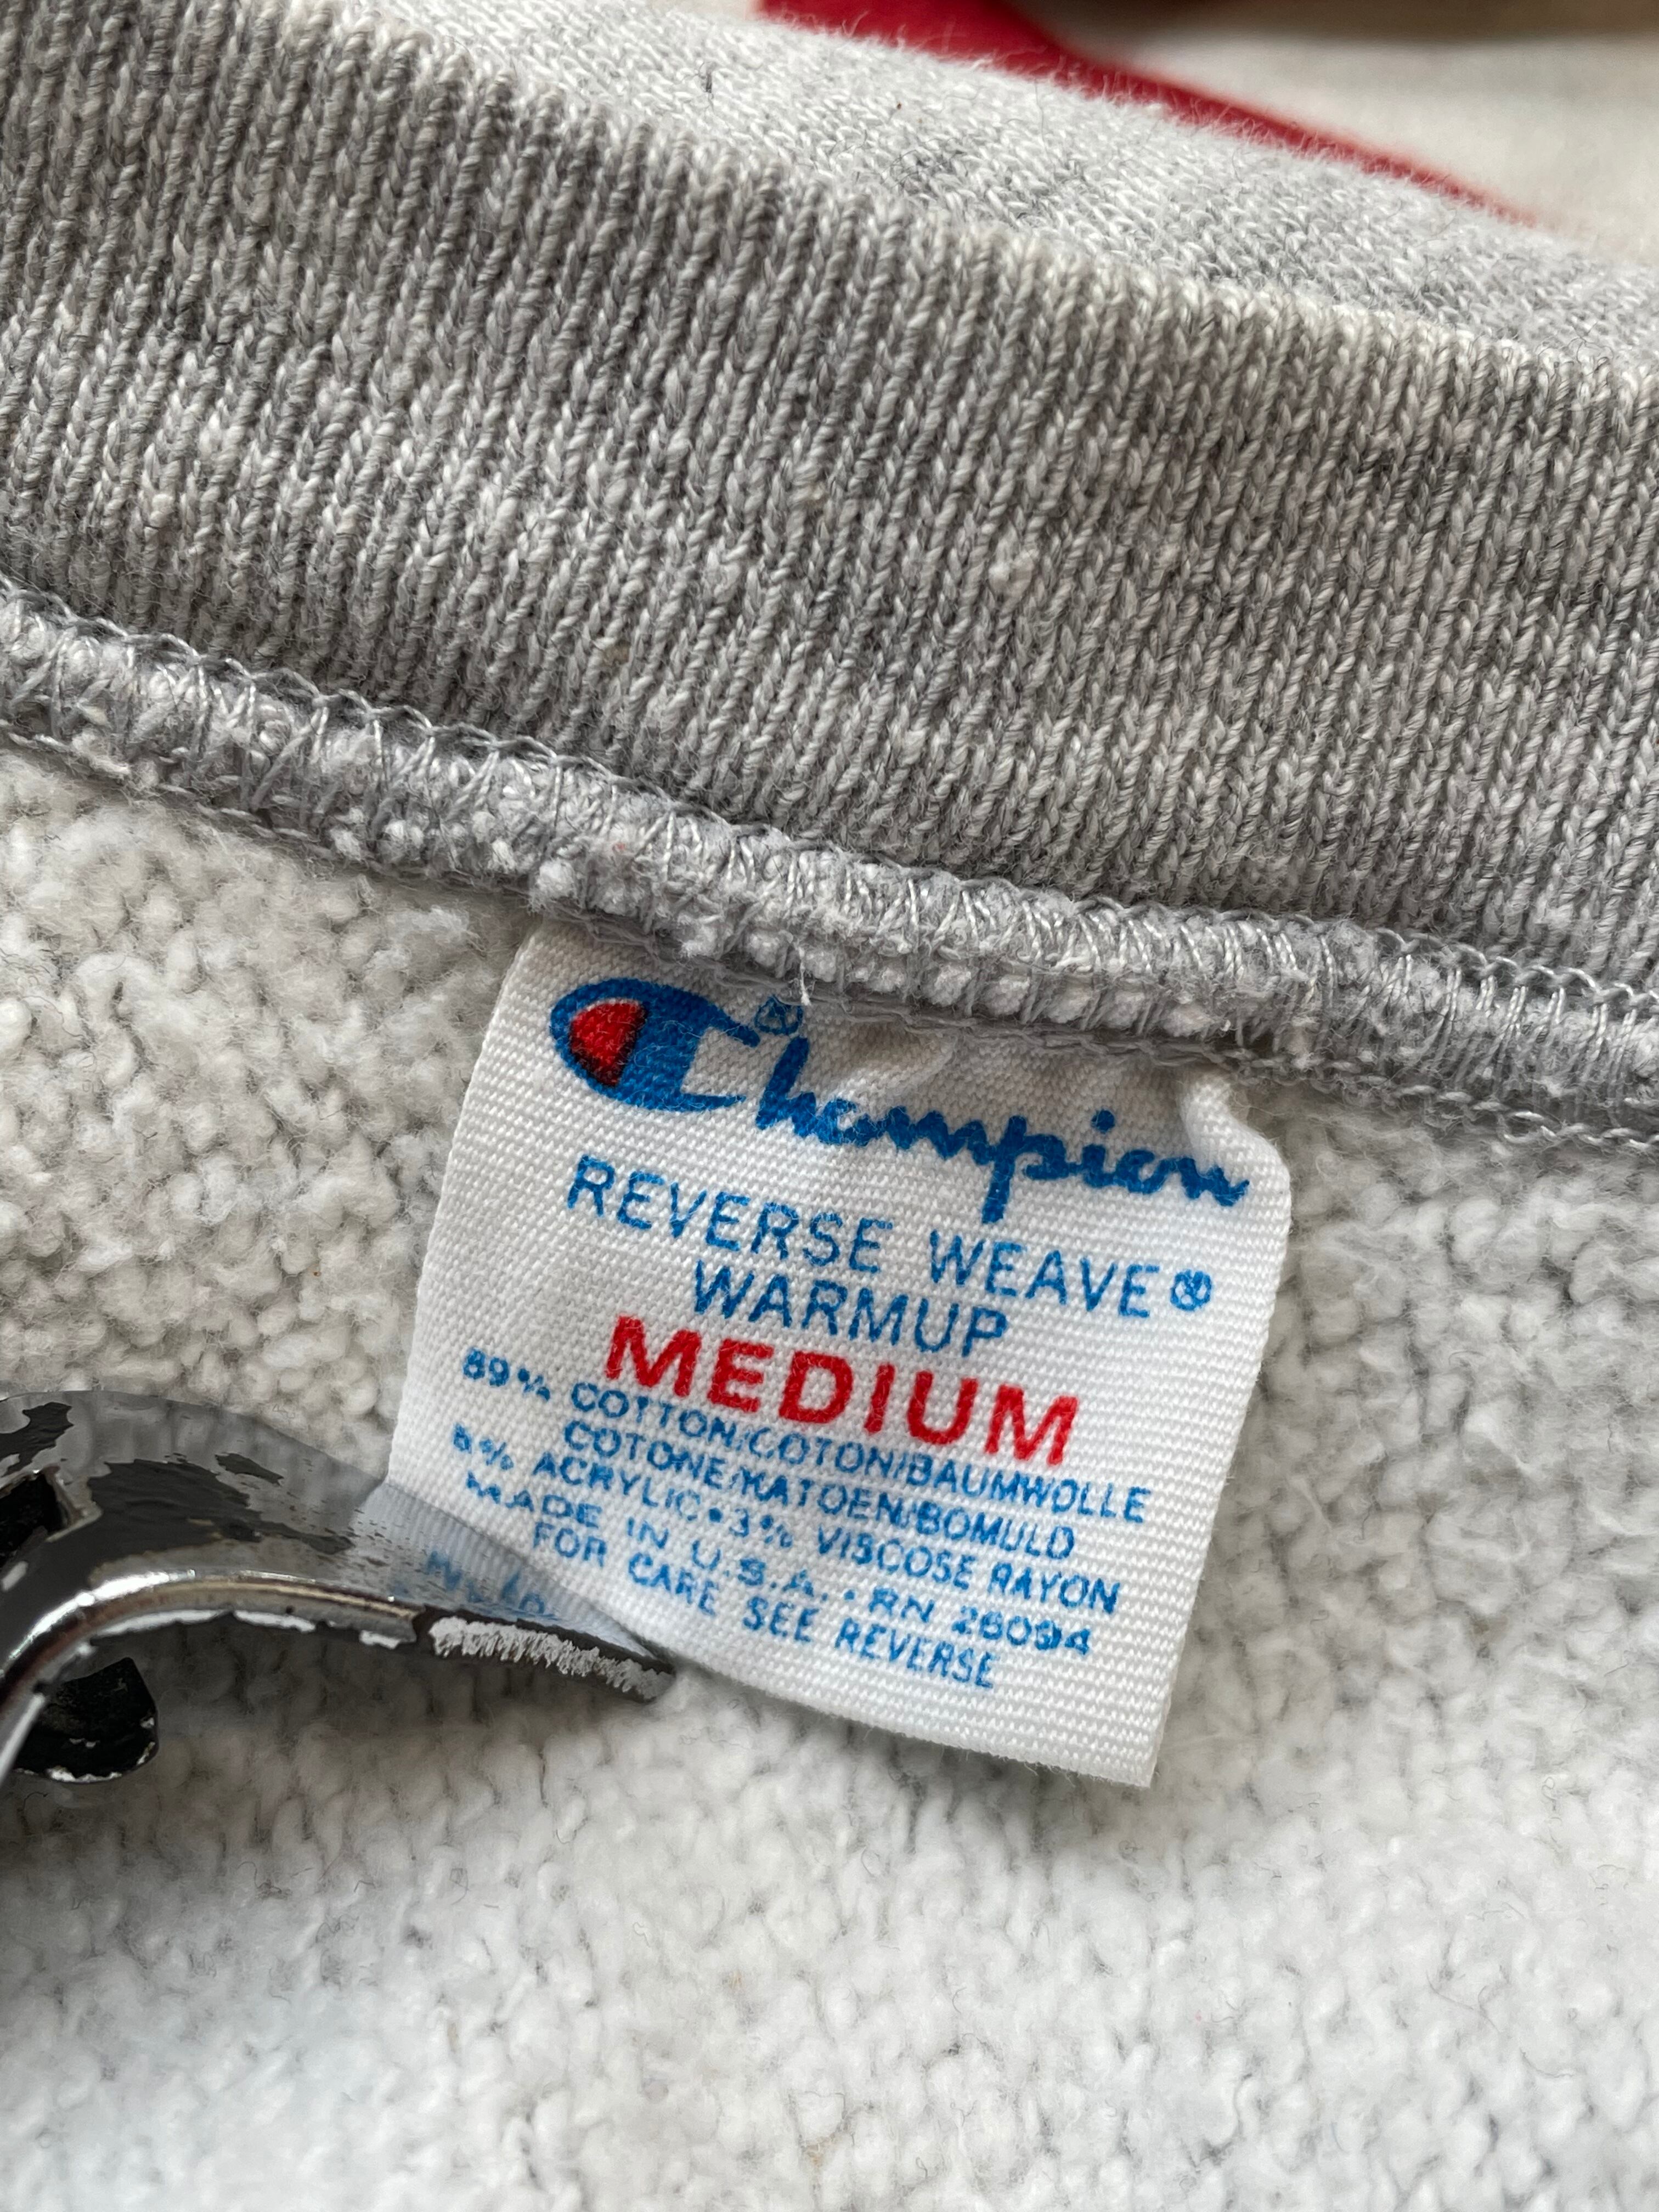 Champion®
REVERSE WEAVE®
WARMUP
MEDIUM
89% COTTON/COTON/BAUMWOLLE
COTONE/KATOEN/BOMULD
8% ACRYLIC•3% VISCOSE RAYON
MADE IN U.S.A. • RN 26094
FOR CARE SEE REVERSE